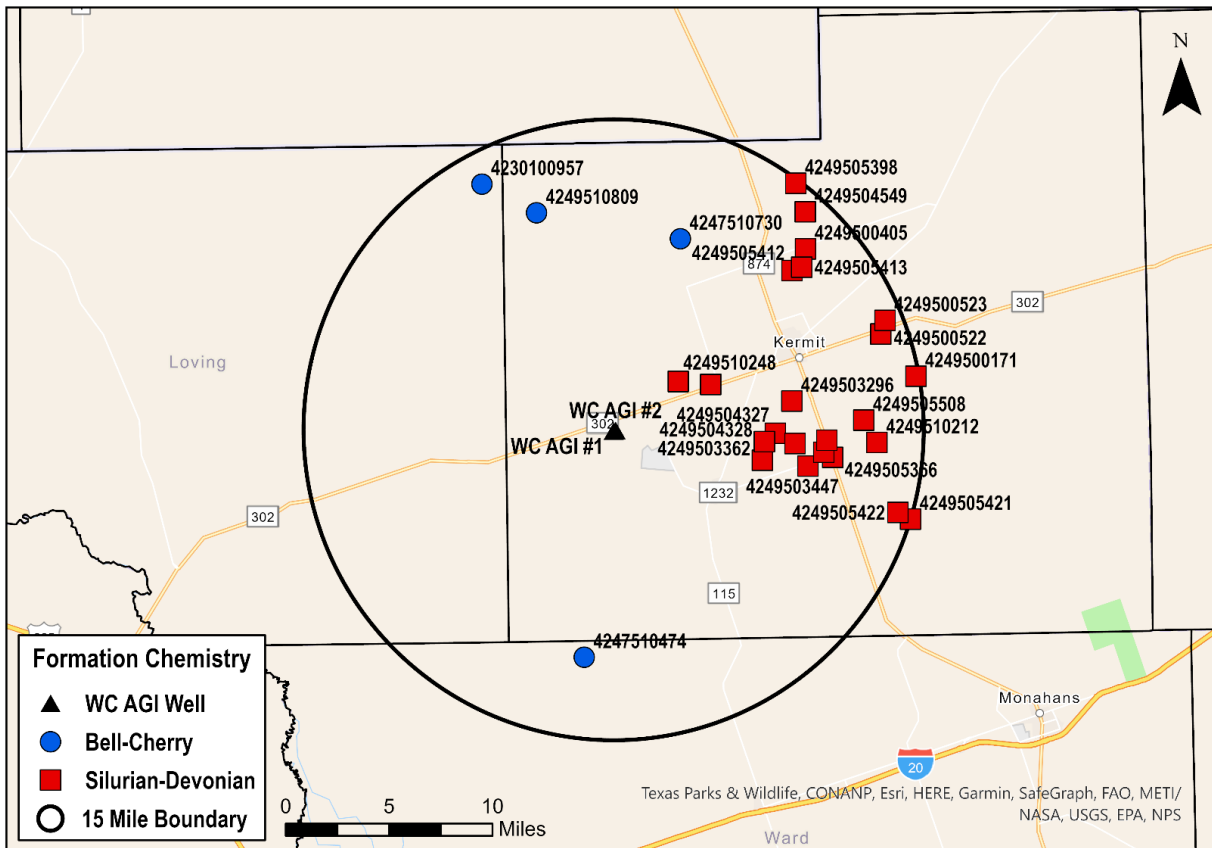 N
4230100957
4249510809
4247510730
4249505412
874
4249505398
4249504549
4249500405
4249505413
4249500523
302
4249500522
Kermit
Loving
4249510248
4249500171
4249503296
WC AGI #2
302
WC AGI #1
4249504327
4249504328
4249503362
4249505508
4249510212
4249505366
4249503447
1232
302
4249505422
4249505421
115
4247510474
Monahans
20
Ward
Formation Chemistry
WC AGI Well
Bell-Cherry
Silurian-Devonian
15 Mile Boundary
0 5 10
Miles
Texas Parks & Wildlife, CONANP, Esri, HERE, Garmin, SafeGraph, FAO, METI/
NASA, USGS, EPA, NPS